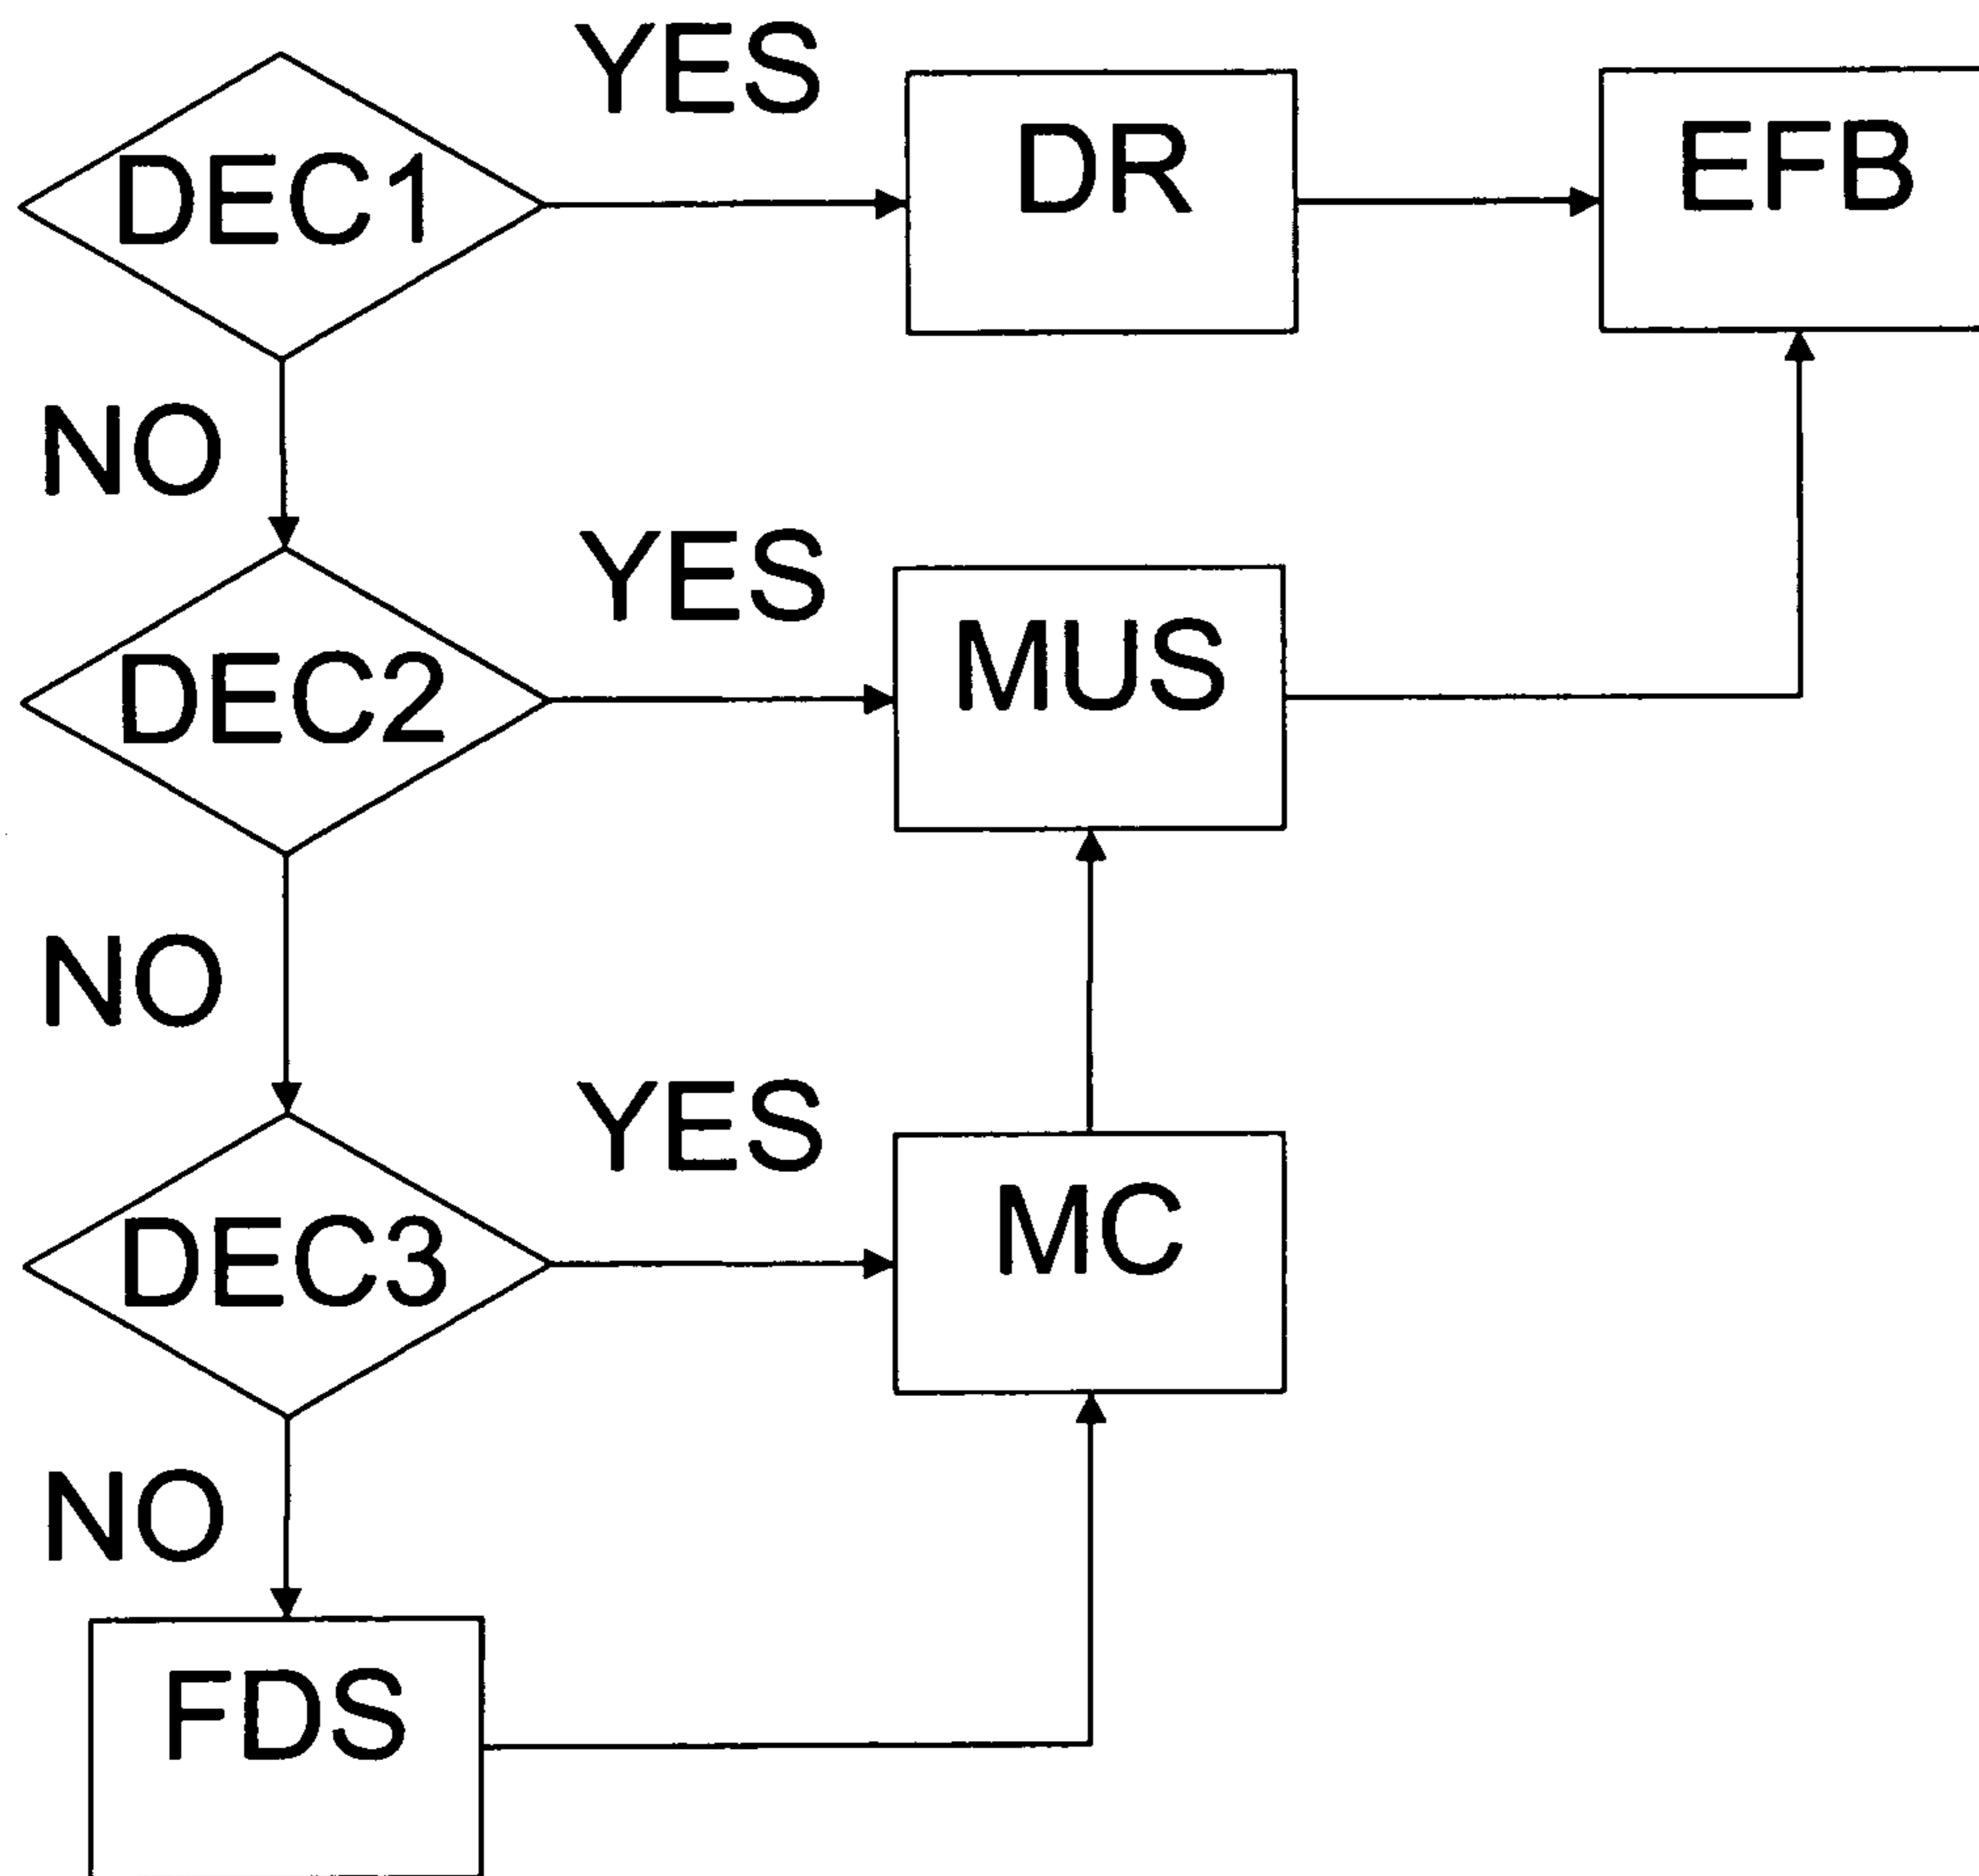 YES
DEC1
DR
EFB
NO
YES
DEC2
MUS
NO
YES
DEC3
MC
NO
FDS